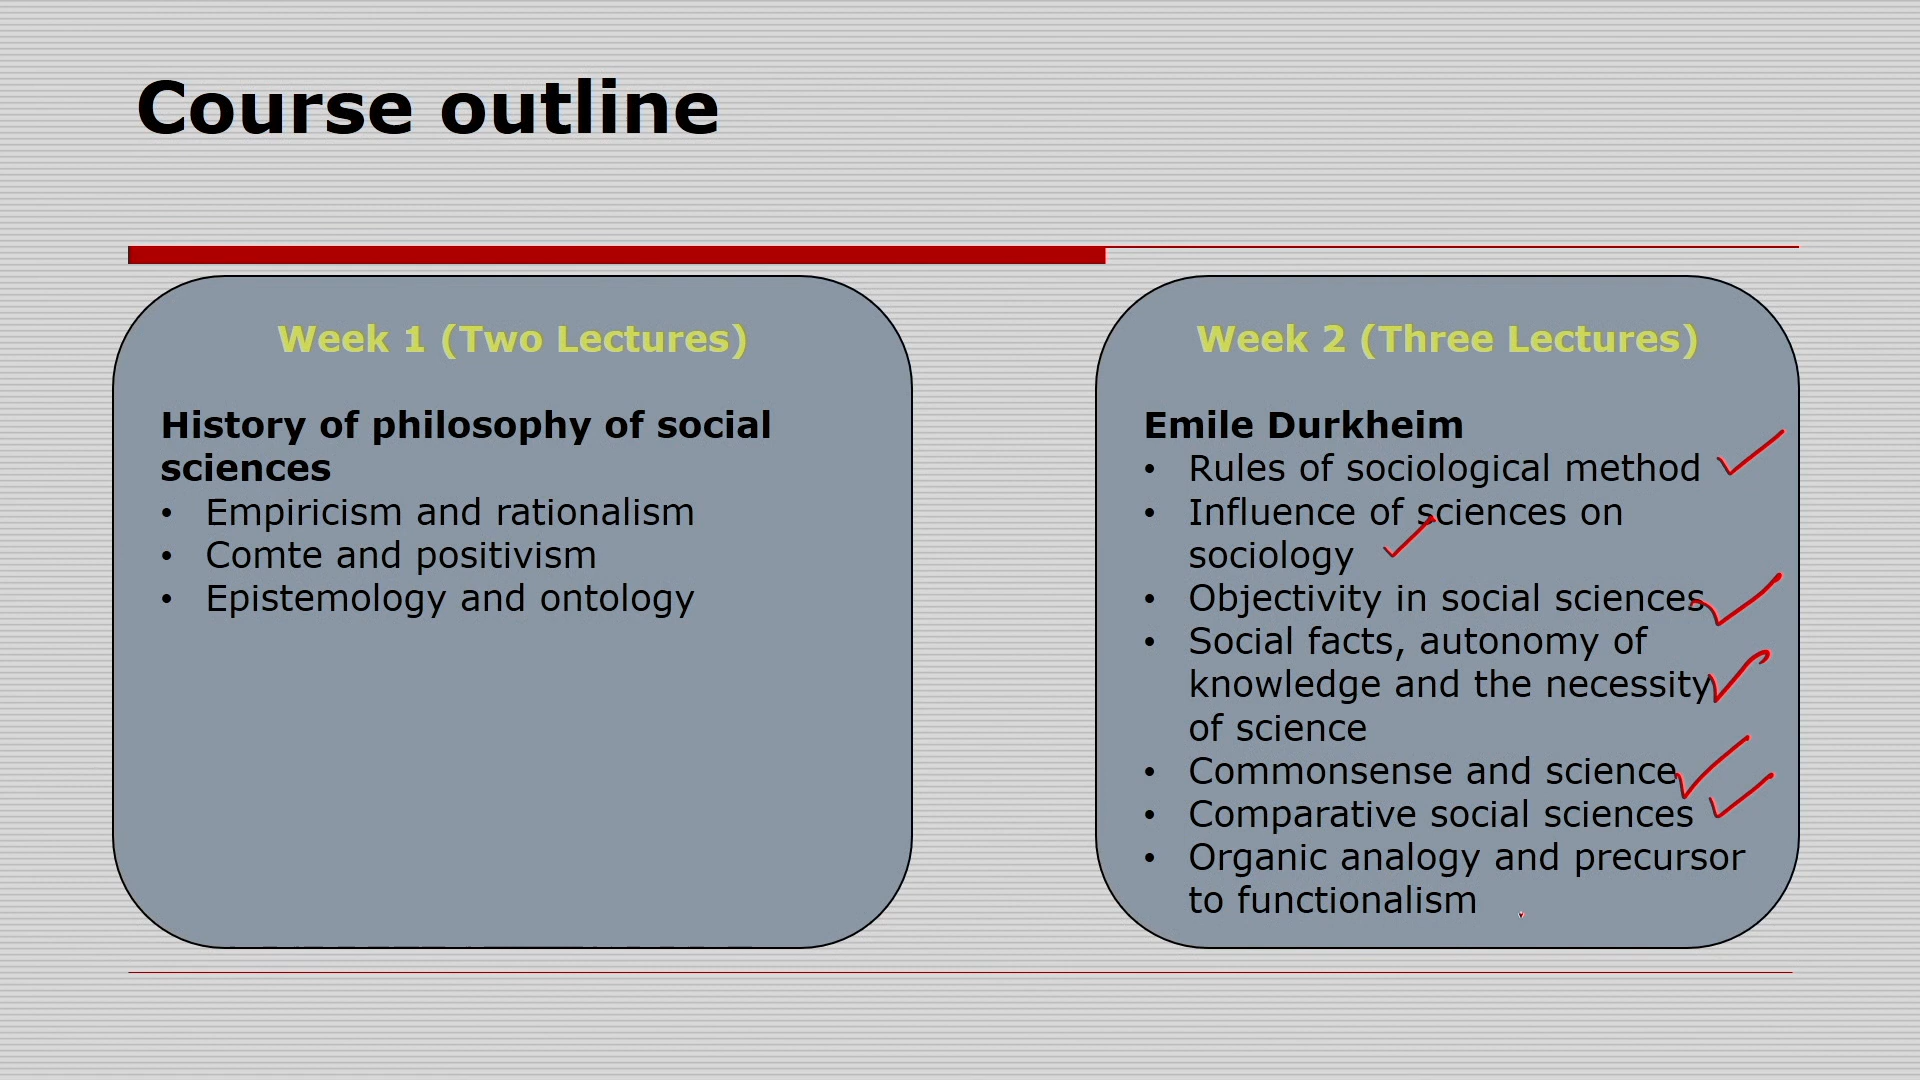 Course outline
Week 1 (Two Lectures)
History of philosophy of social
sciences
• Empiricism and rationalism
• Comte and positivism
• Epistemology and ontology
Week 2 (Three Lectures)
Emile Durkheim
• Rules of sociological method
• Influence of sciences on
sociology
• Objectivity in social sciences
• Social facts, autonomy of
knowledge and the necessity
of science
• Commonsense and science
• Comparative social sciences
• Organic analogy and precursor
to functionalism